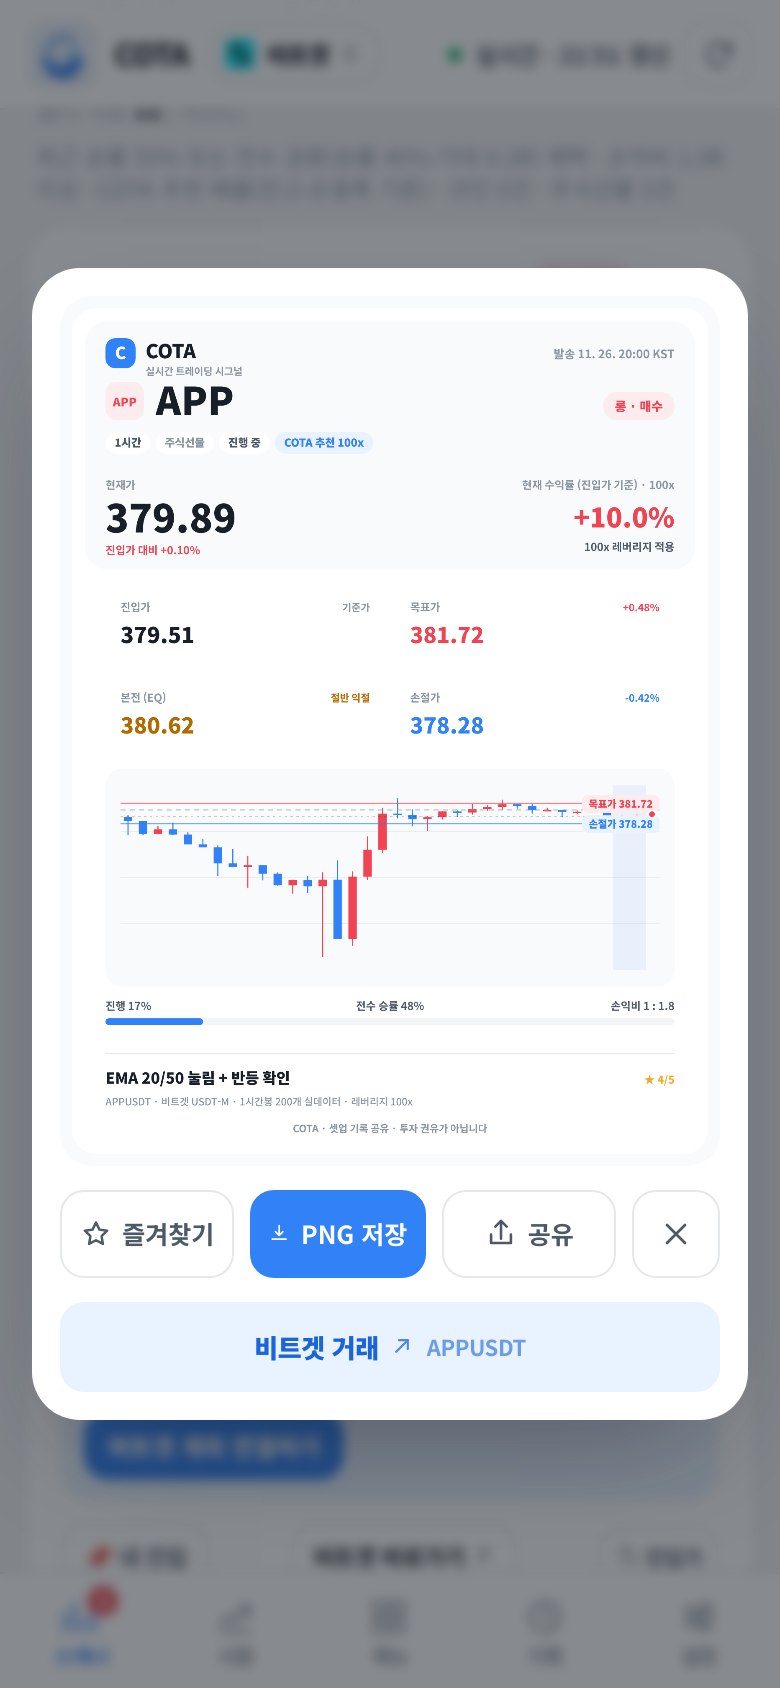 COTA
C
COTA
실시간 트레이딩 시그널
발송 11. 26. 20:00 KST
APP
APP
롱 · 매수
1시간
주식선물
진행 중
COTA 추천 100x
현재가
현재 수익률 (진입가 기준) · 100x
379.89
+10.0%
진입가 대비 +0.10%
100x 레버리지 적용
진입가
기준가
목표가
+0.48%
379.51
381.72
본전 (EQ)
절반 익절
손절가
-0.42%
380.62
378.28
목표가 381.72
손절가 378.28
진행 17%
전수 승률 48%
손익비 1 : 1.8
EMA 20/50 눌림 + 반등 확인
★ 4/5
APPUSDT · 비트겟 USDT-M · 1시간봉 200개 실데이터 · 레버리지 100x
COTA · 셋업 기록 공유 · 투자 권유가 아닙니다
즐겨찾기
PNG 저장
공유
비트겟 거래 ↗ APPUSDT